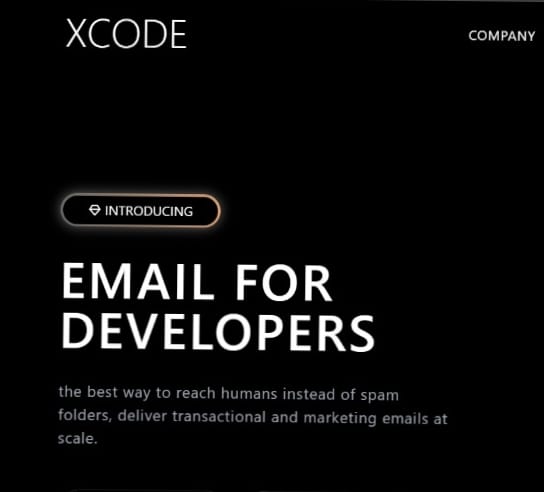 XCODE
COMPANY
INTRODUCING
EMAIL FOR
DEVELOPERS
the best way to reach humans instead of spam
folders, deliver transactional and marketing emails at
scale.